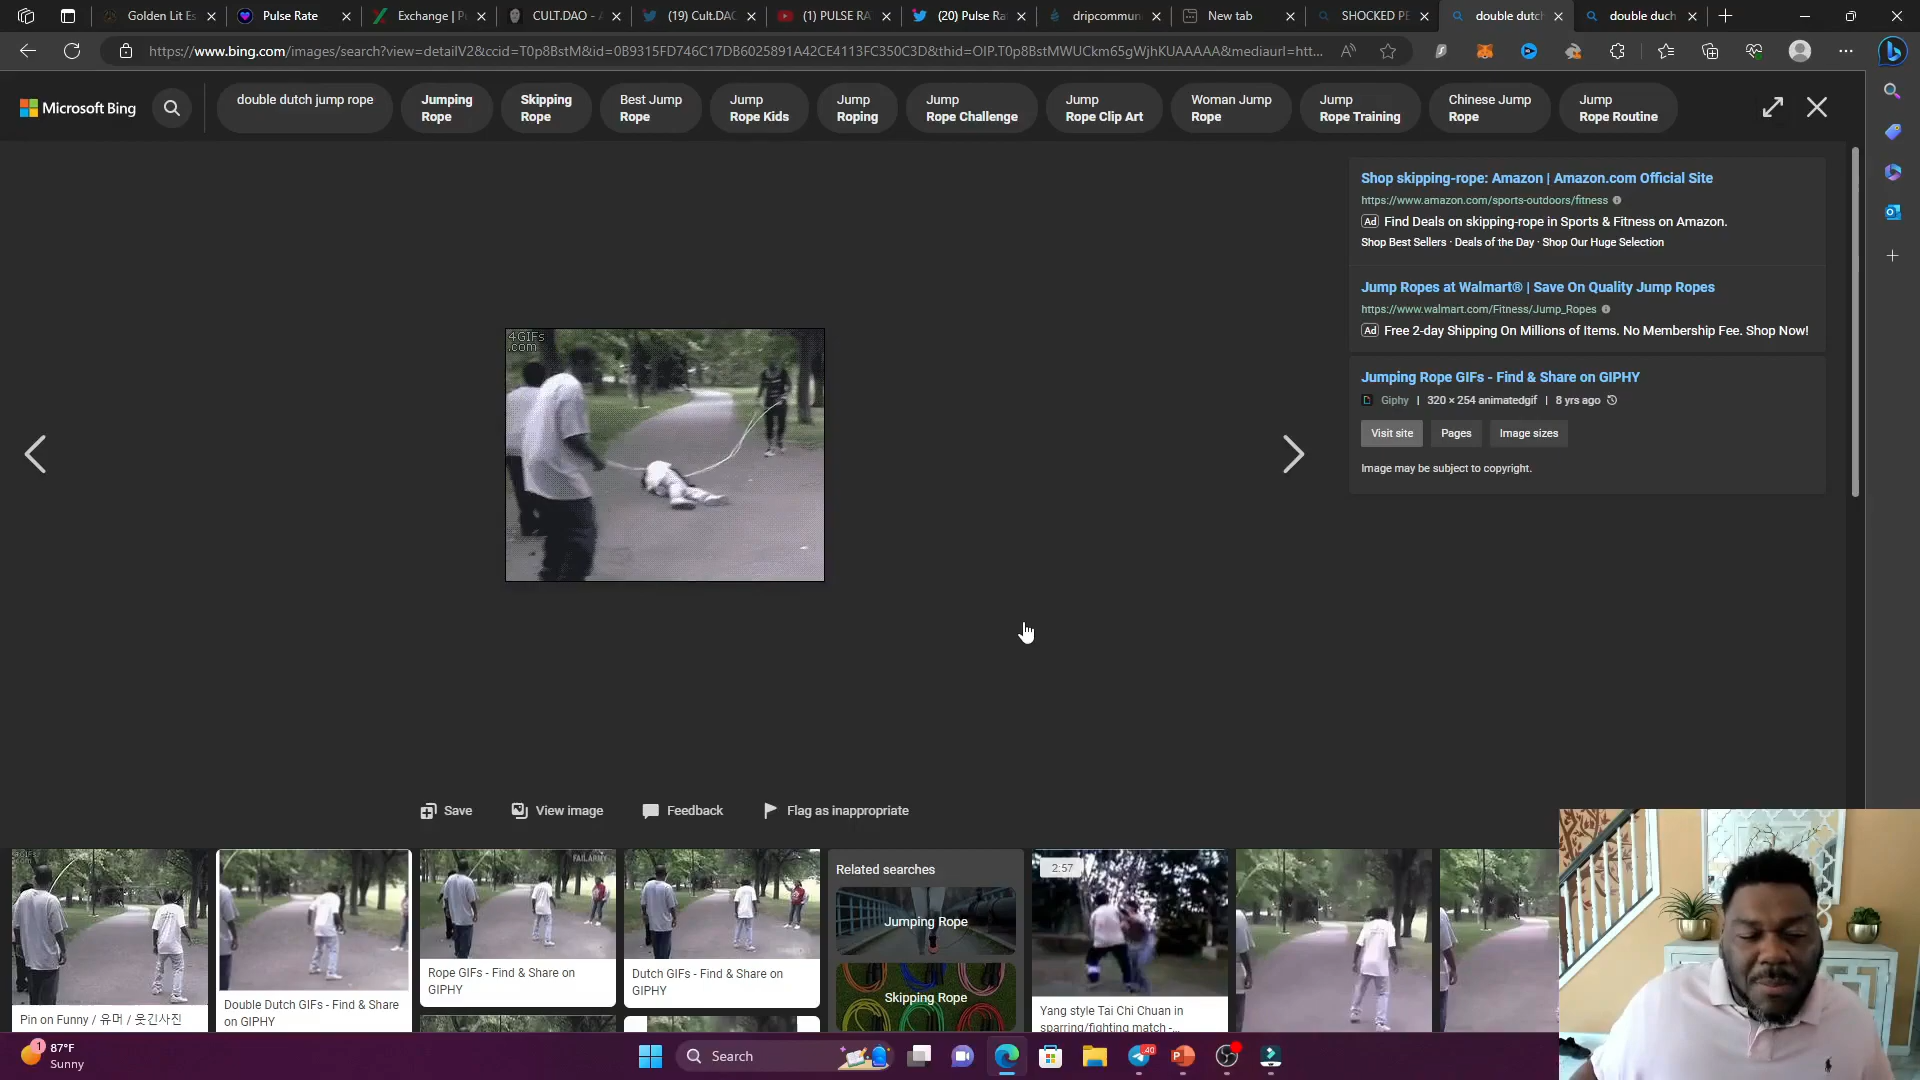 Golden Lit Es
Pulse Rate
Exchange | P
CULT.DAO - A
(19) Cult.DAC
(1) PULSE RA
(20) Pulse Ra
dripcommun
New tab
SHOCKED PE
double dutch
double duch
https://www.bing.com/images/search?view=detailV2&ccid=T0p8BstM&id=0B9315FD746C17DB6025891A42CE4113FC350C3D&thid=OIP.T0p8BstMWUCkm65gWjhKUAAAAA&mediaurl=htt...
Microsoft Bing
double dutch jump rope
Jumping
Rope
Skipping
Rope
Best Jump
Rope
Jump
Rope Kids
Jump
Roping
Jump
Rope Challenge
Jump
Rope Clip Art
Woman Jump
Rope
Jump
Rope Training
Chinese Jump
Rope
Jump
Rope Routine
Shop skipping-rope: Amazon | Amazon.com Official Site
https://www.amazon.com/sports-outdoors/fitness
Ad Find Deals on skipping-rope in Sports & Fitness on Amazon.
Shop Best Sellers · Deals of the Day · Shop Our Huge Selection
Jump Ropes at Walmart® | Save On Quality Jump Ropes
https://www.walmart.com/Fitness/Jump_Ropes
Ad Free 2-day Shipping On Millions of Items. No Membership Fee. Shop Now!
Jumping Rope GIFs - Find & Share on GIPHY
Giphy | 320 × 254 animatedgif | 8 yrs ago
Visit site
Pages
Image sizes
Image may be subject to copyright.
4GIFs
.com
Save
View image
Feedback
Flag as inappropriate
Pin on Funny / 유머 / 웃긴사진
Double Dutch GIFs - Find & Share
on GIPHY
FAILARMY
Rope GIFs - Find & Share on
GIPHY
Dutch GIFs - Find & Share on
GIPHY
Related searches
Jumping Rope
Skipping Rope
2:57
Yang style Tai Chi Chuan in
sparring/fighting match -...
1
87°F
Sunny
Search
40